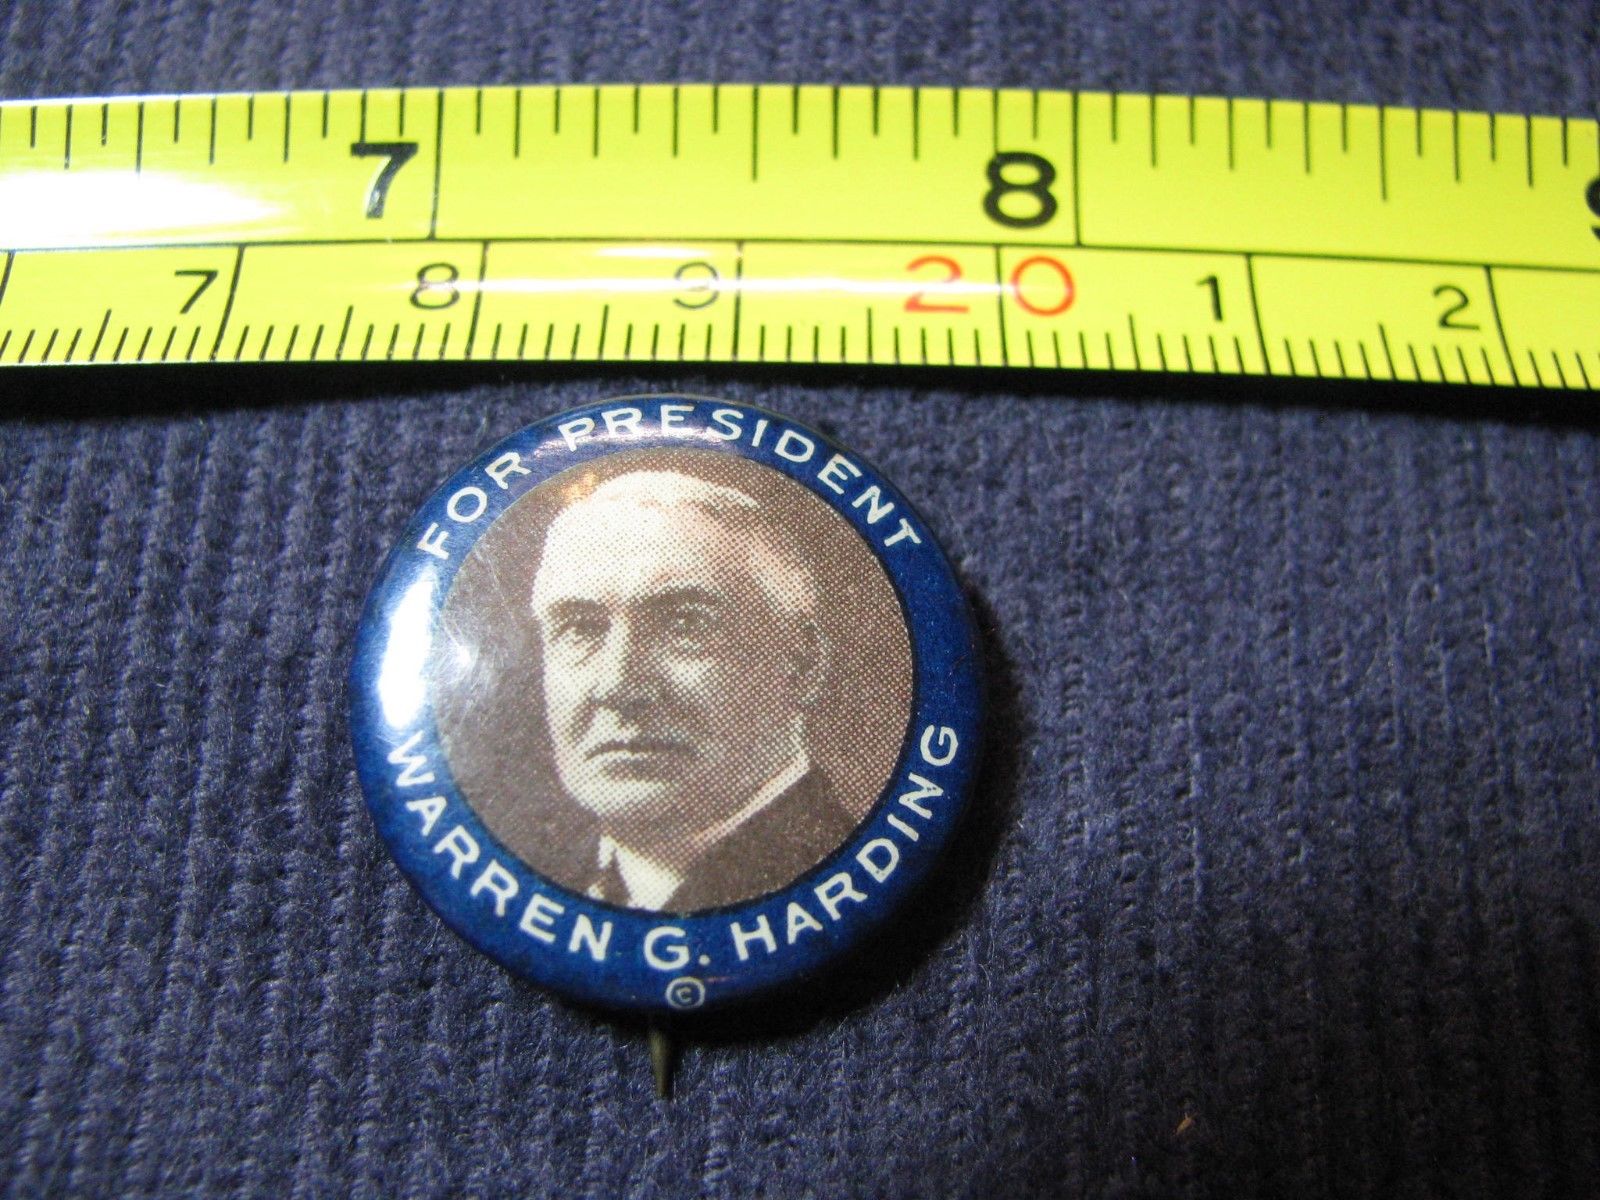 7 8
7 8 9 20 1 2
FOR PRESIDENT
WARREN G. HARDING
©